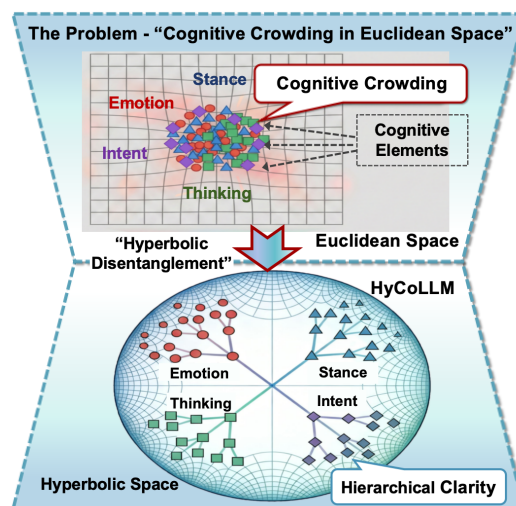 The Problem - “Cognitive Crowding in Euclidean Space”
Stance
Cognitive Crowding
Emotion
Cognitive
Elements
Intent
Thinking
“Hyperbolic
Disentanglement”
Euclidean Space
HyCoLLM
Emotion
Stance
Thinking
Intent
Hyperbolic Space
Hierarchical Clarity